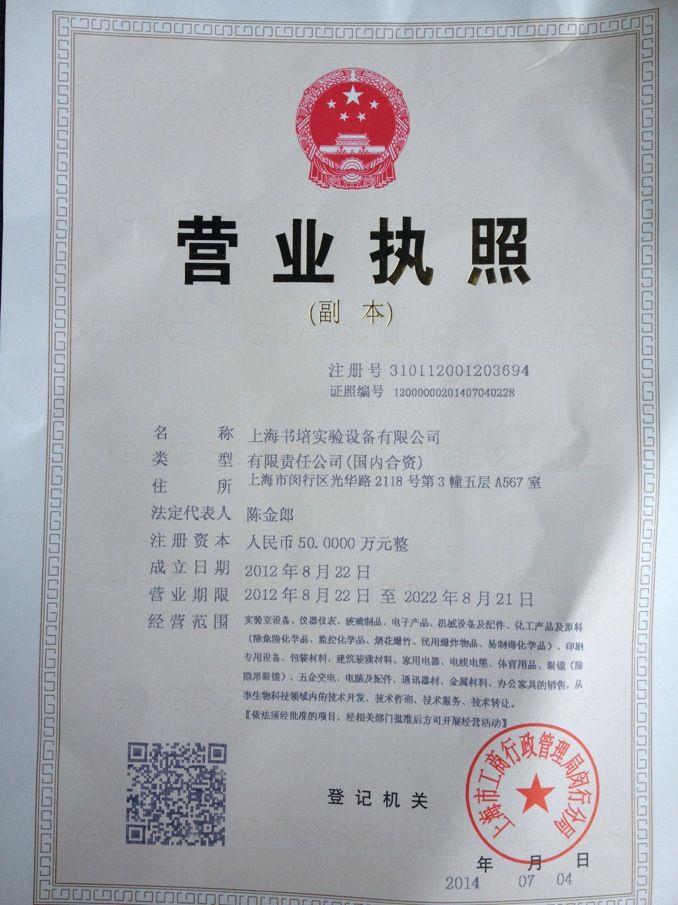 营业执照
(副 本)
注册号 310112001203694
证照编号 12000000201407040228
名 称 上海书培实验设备有限公司
类 型 有限责任公司(国内合资)
住 所 上海市闵行区光华路2118号第3幢五层A567室
法定代表人 陈金郎
注册资本 人民币50.0000万元整
成立日期 2012年8月22日
营业期限 2012年8月22日 至 2022年8月21日
经营范围 实验室设备、仪器仪表、玻璃制品、电子产品、机械设备及配件、化工产品及原料
(除危险化学品、监控化学品、烟花爆竹、民用爆炸物品、易制毒化学品)、印刷
专用设备、包装材料、建筑装潢材料、家用电器、电线电缆、体育用品、眼镜(除
隐形眼镜)、五金交电、电脑及配件、通讯器材、金属材料、办公家具的销售,从
事生物科技领域内的技术开发、技术咨询、技术服务、技术转让。
【依法须经批准的项目,经相关部门批准后方可开展经营活动】
登记机关
上海市工商行政管理局闵行分局
年 月 日
2014 07 04